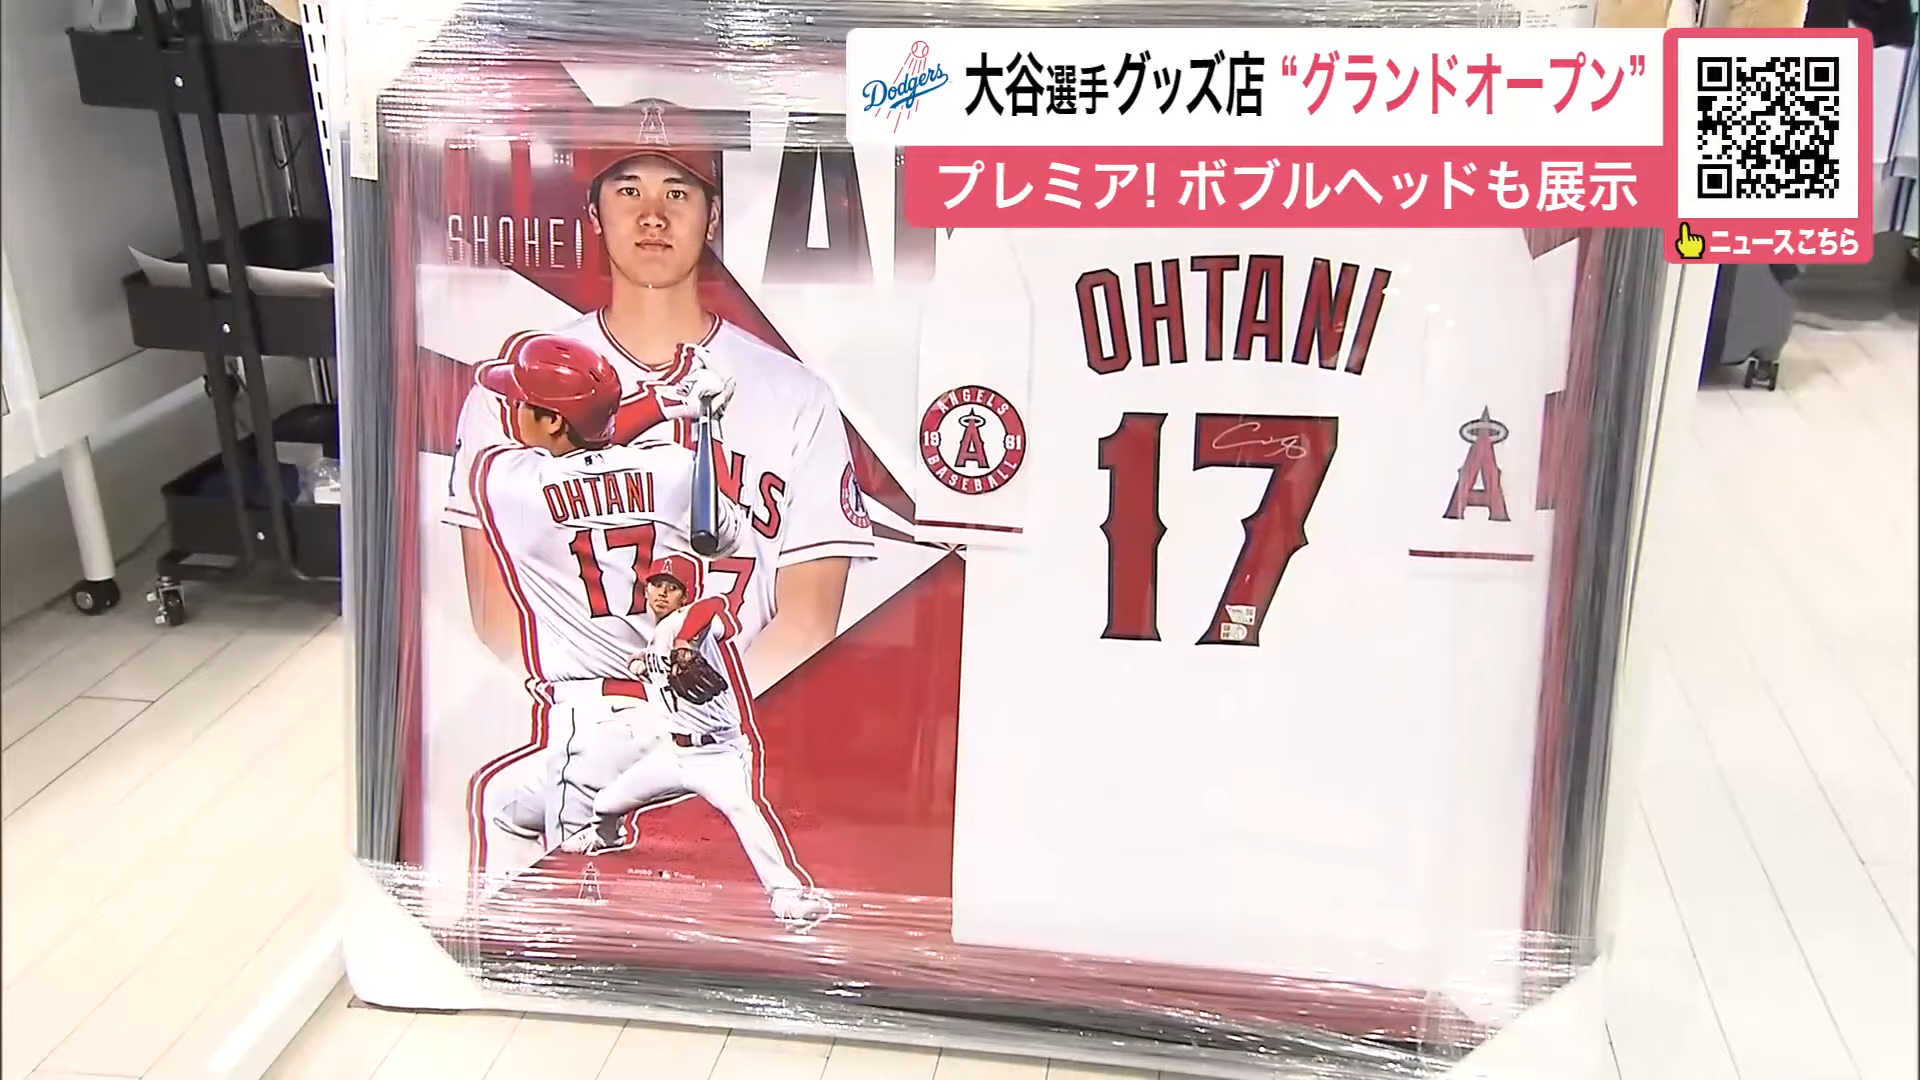 Dodgers
大谷選手グッズ店 “グランドオープン”
プレミア! ボブルヘッドも展示
ニュースこちら
SHOHEI
OHTANI
17
ANGELS
1961
BASEBALL
A
OHTANI
17